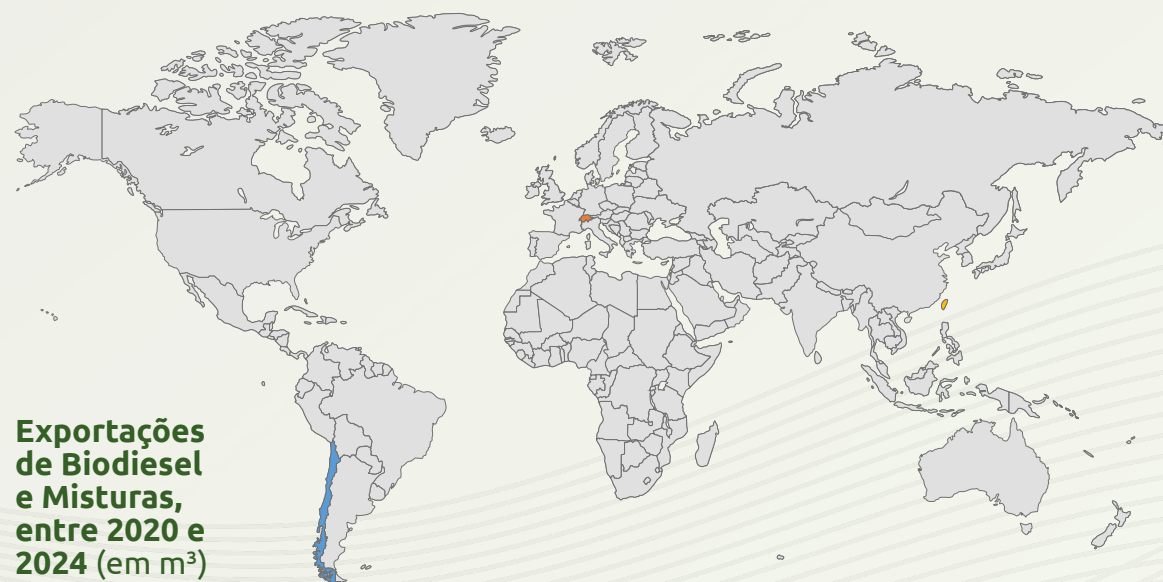 Exportações
de Biodiesel
e Misturas,
entre 2020 e
2024 (em m³)